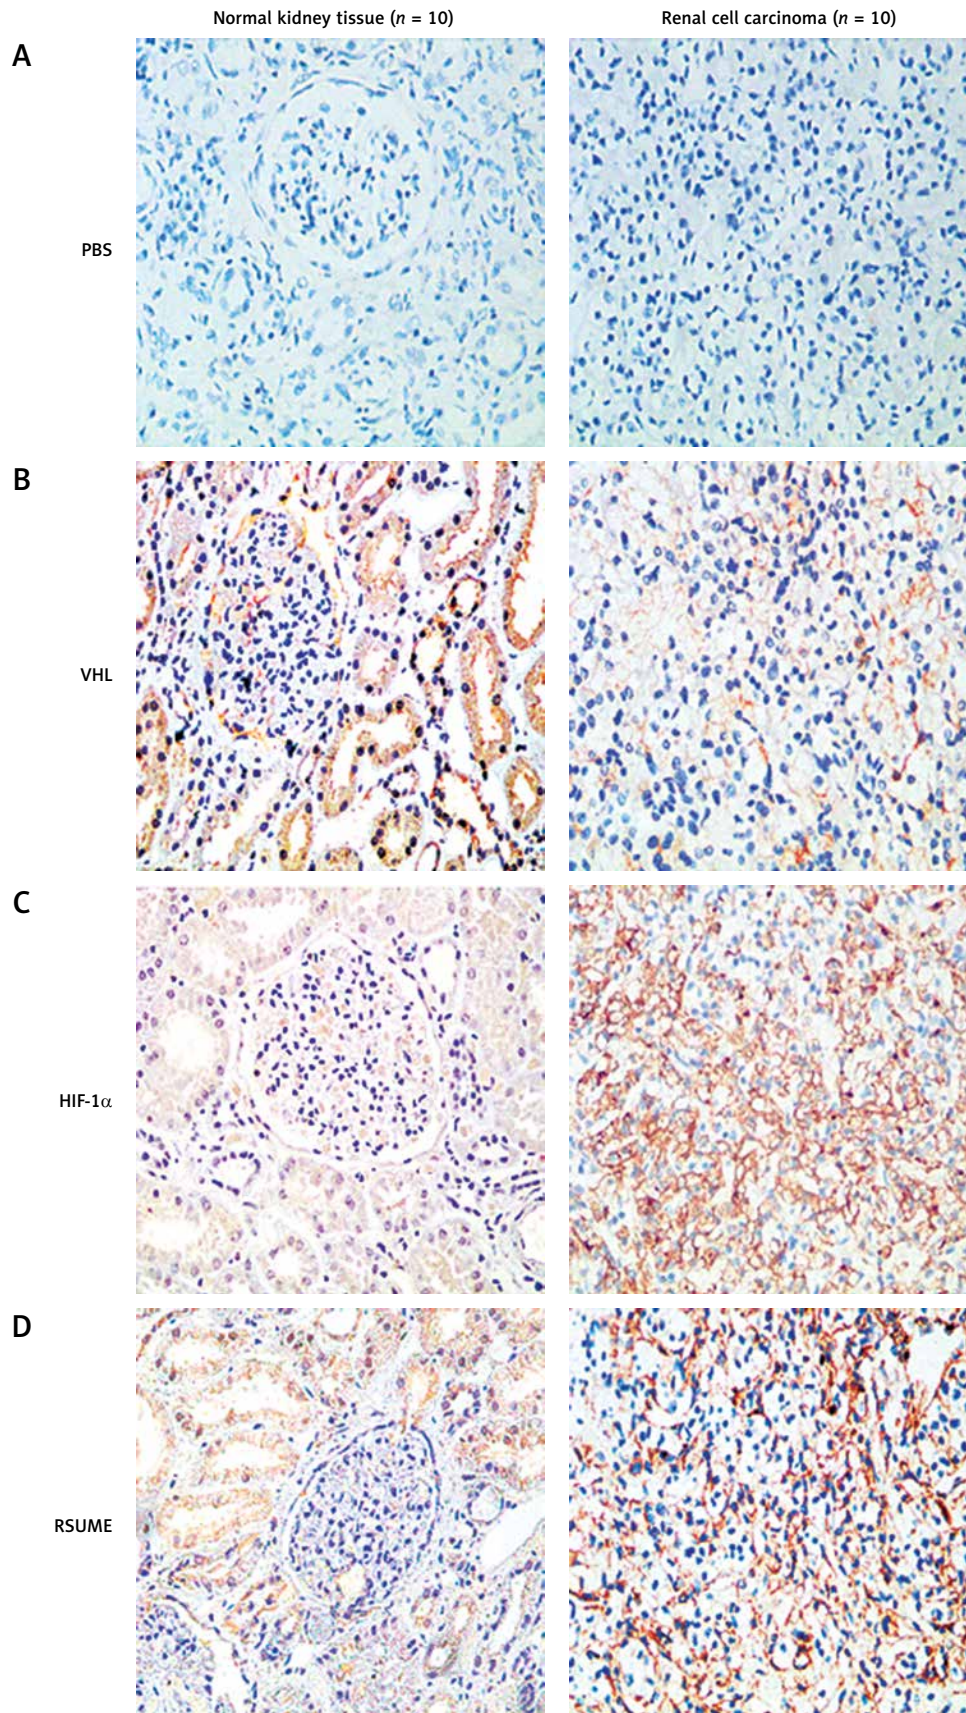 Normal kidney tissue (n = 10)
Renal cell carcinoma (n = 10)
A
PBS
B
VHL
C
HIF-1α
D
RSUME